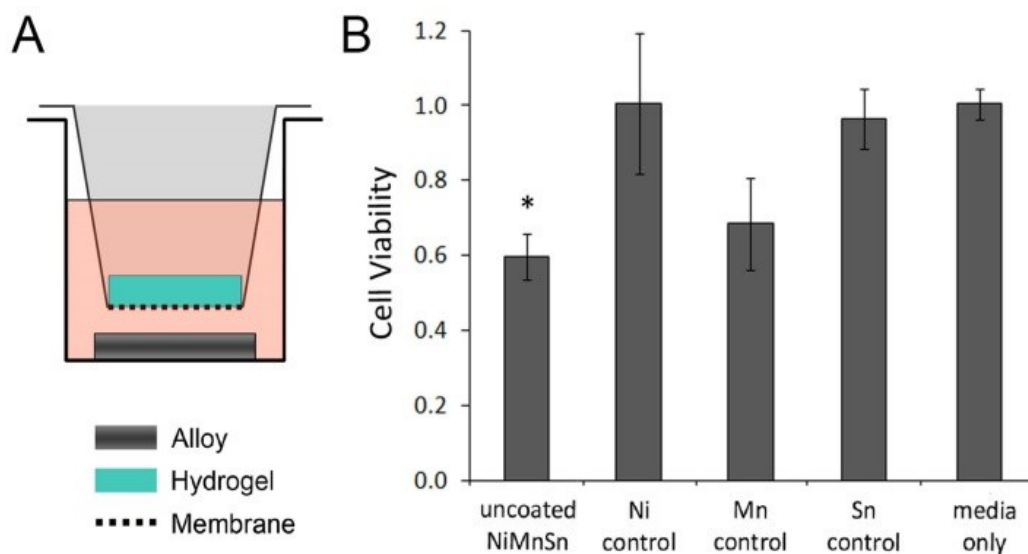 A
Alloy
Hydrogel
Membrane
B
Cell Viability
1.2
1.0
0.8
0.6
0.4
0.2
0.0
*
uncoated
NiMnSn
Ni
control
Mn
control
Sn
control
media
only